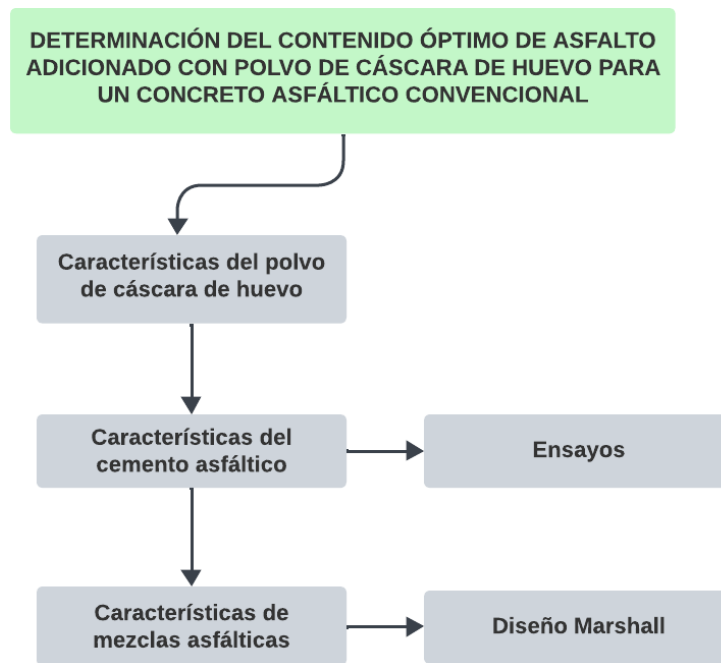 DETERMINACIÓN DEL CONTENIDO ÓPTIMO DE ASFALTO
ADICIONADO CON POLVO DE CÁSCARA DE HUEVO PARA
UN CONCRETO ASFÁLTICO CONVENCIONAL
Características del polvo
de cáscara de huevo
Características del
cemento asfáltico
Ensayos
Características de
mezclas asfálticas
Diseño Marshall